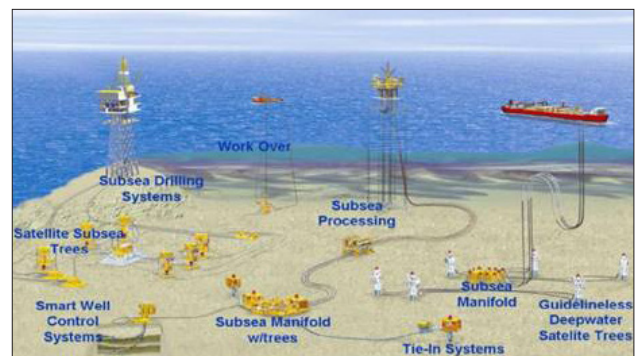 Work Over
Subsea Drilling
Systems
Subsea
Processing
Satellite Subsea
Trees
Smart Well
Control
Systems
Subsea Manifold
w/trees
Subsea
Manifold
Guidelineless
Deepwater
Satelite Trees
Tie-In Systems